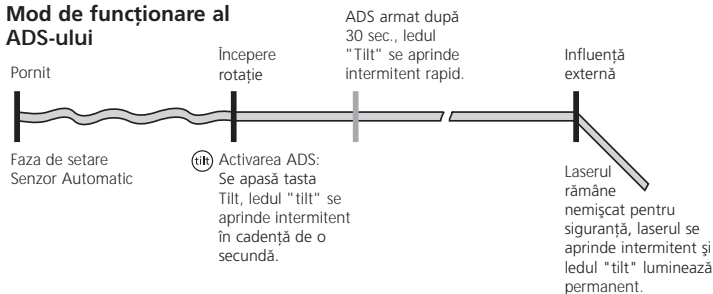 Mod de funcționare al
ADS-ului
Pornit
Începere
rotație
ADS armat după
30 sec., ledul
"Tilt" se aprinde
intermitent rapid.
Influență
externă
Faza de setare
Senzor Automatic
tilt
Activarea ADS:
Se apasă tasta
Tilt, ledul "tilt" se
aprinde intermitent
în cadență de o
secundă.
Laserul
rămâne
nemişcat pentru
siguranță, laserul se
aprinde intermitent şi
ledul "tilt" luminează
permanent.